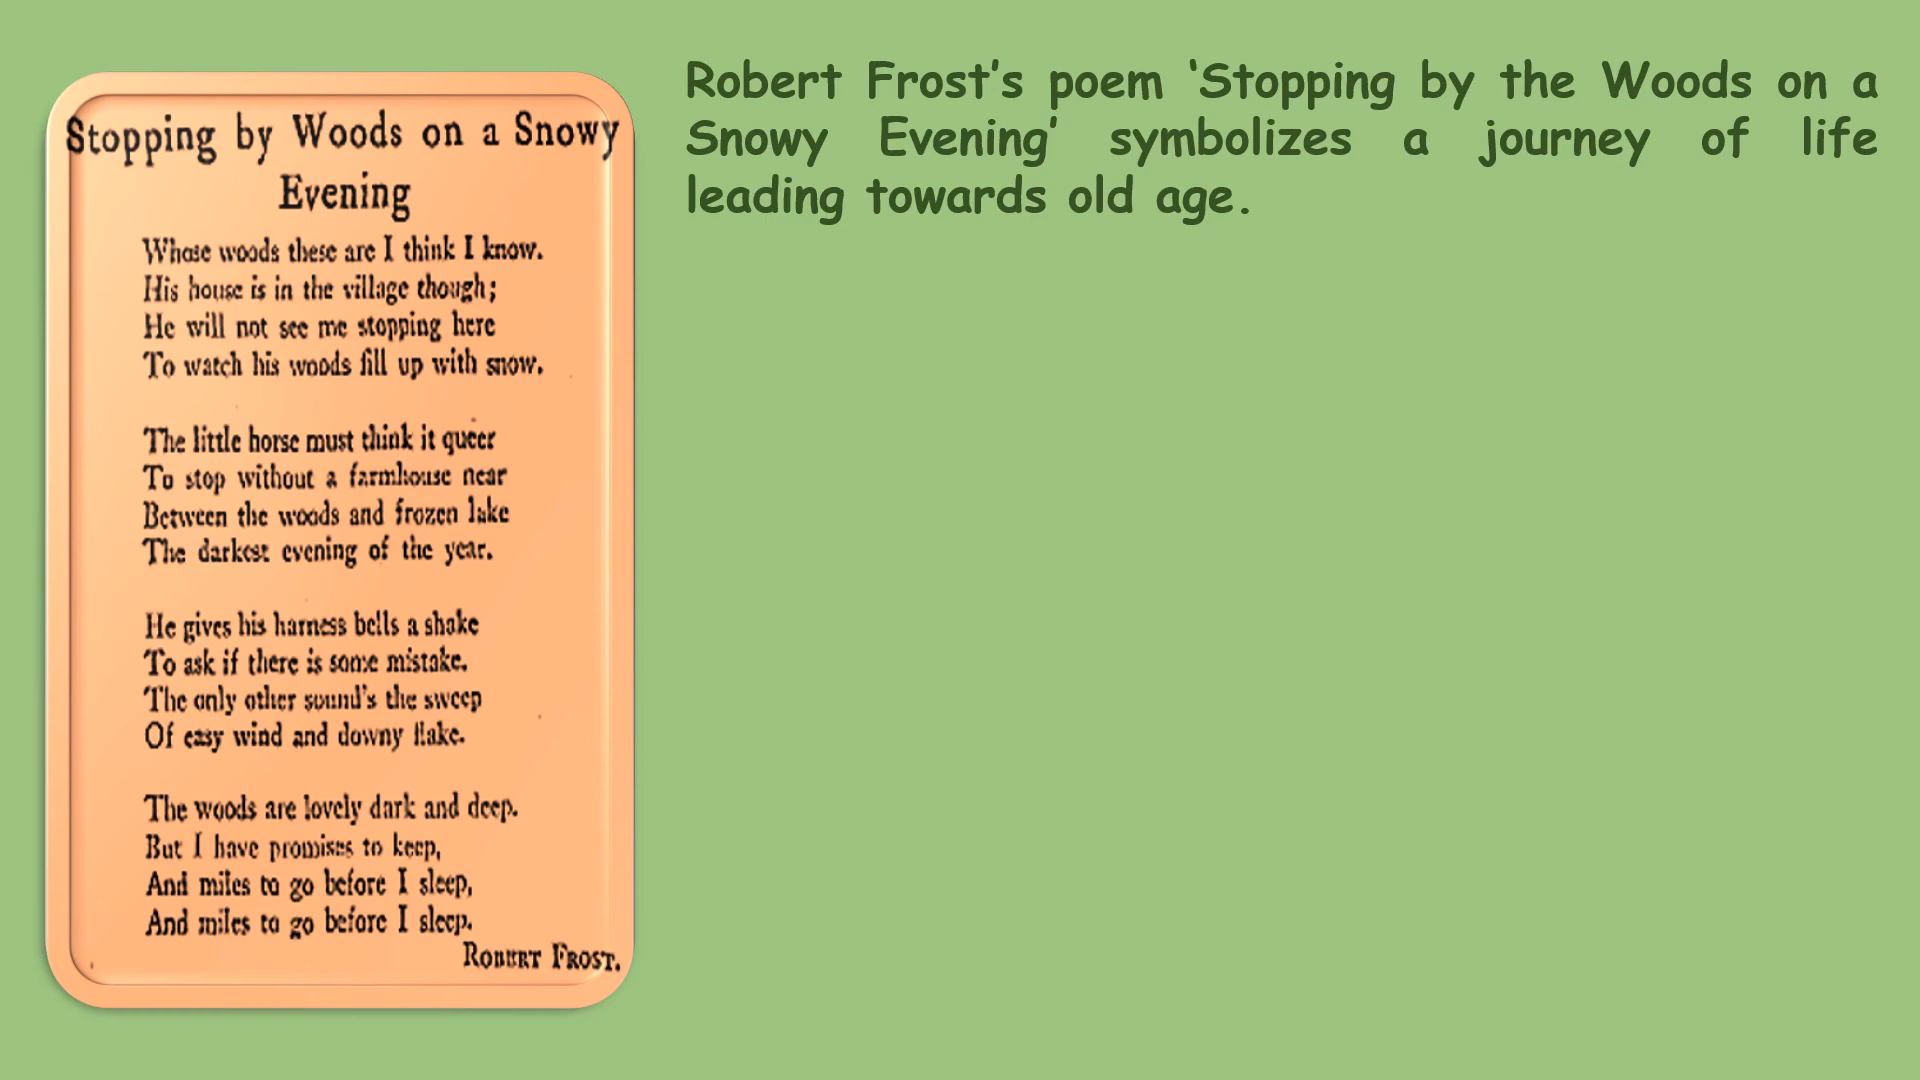 Stopping by Woods on a Snowy
Evening
Whose woods these are I think I know.
His house is in the village though;
He will not see me stopping here
To watch his woods fill up with snow.
The little horse must think it queer
To stop without a farmhouse near
Between the woods and frozen lake
The darkest evening of the year.
He gives his harness bells a shake
To ask if there is some mistake.
The only other sound's the sweep
Of easy wind and downy flake.
The woods are lovely dark and deep.
But I have promises to keep,
And miles to go before I sleep,
And miles to go before I sleep.
ROBERT FROST.
Robert Frost’s poem ‘Stopping by the Woods on a
Snowy Evening’ symbolizes a journey of life
leading towards old age.